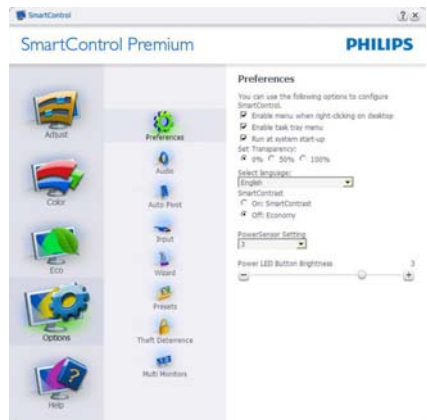 SmartControl
SmartControl Premium
PHILIPS
Adjust
Color
Eco
Options
Help
Preferences
Audio
Auto Pivot
Input
Wizard
Presets
Theft Deterrence
Multi Monitors
Preferences
You can use the following options to configure
SmartControl.
Enable menu when right-clicking on desktop
Enable task tray menu
Run at system start-up
Set Transparency:
0% 50% 100%
Select language:
English
SmartContrast
On: SmartContrast
Off: Economy
PowerSensor Setting
3
Power LED Button Brightness 3